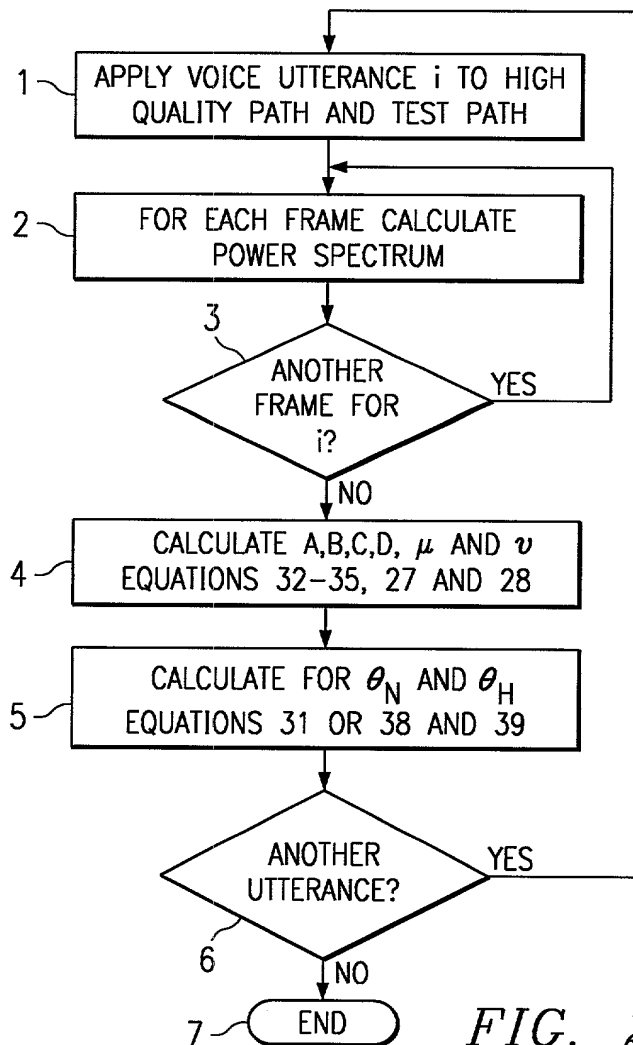 1
APPLY VOICE UTTERANCE i TO HIGH
QUALITY PATH AND TEST PATH
2
FOR EACH FRAME CALCULATE
POWER SPECTRUM
3
ANOTHER
FRAME FOR
i?
YES
NO
4
CALCULATE A,B,C,D, μ AND υ
EQUATIONS 32-35, 27 AND 28
5
CALCULATE FOR θN AND θH
EQUATIONS 31 OR 38 AND 39
ANOTHER
UTTERANCE?
YES
6
NO
7
END
FIG.